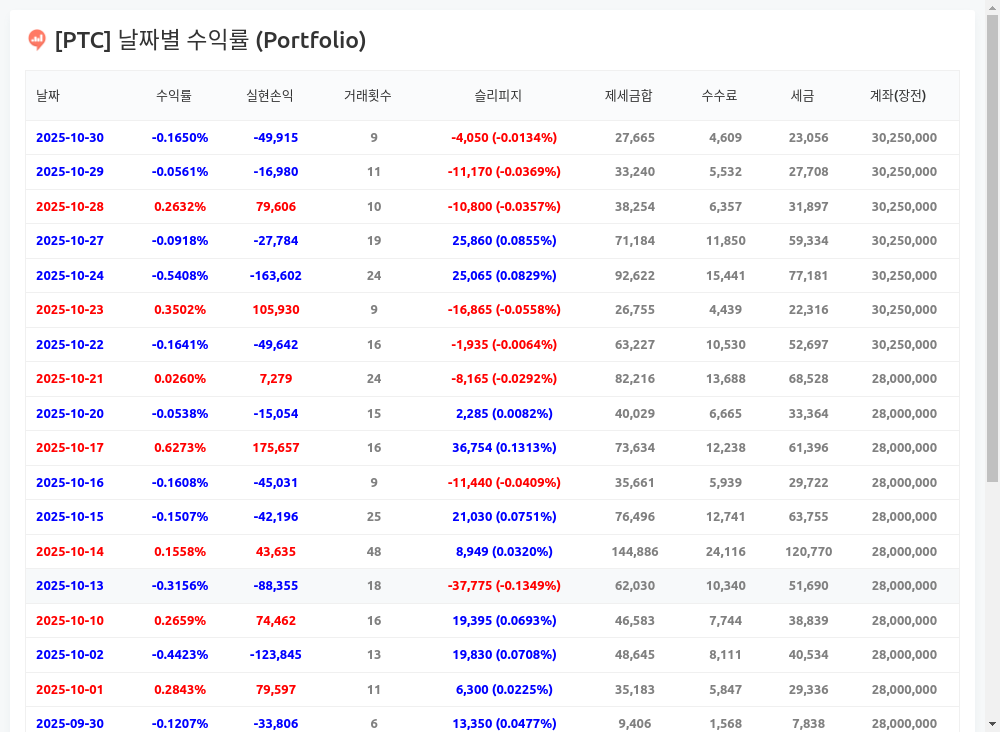 [PTC] 날짜별 수익률 (Portfolio)
날짜 수익률 실현손익 거래횟수 슬리피지 제세금합 수수료 세금 계좌(장전)
2025-10-30 -0.1650% -49,915 9 -4,050 (-0.0134%) 27,665 4,609 23,056 30,250,000
2025-10-29 -0.0561% -16,980 11 -11,170 (-0.0369%) 33,240 5,532 27,708 30,250,000
2025-10-28 0.2632% 79,606 10 -10,800 (-0.0357%) 38,254 6,357 31,897 30,250,000
2025-10-27 -0.0918% -27,784 19 25,860 (0.0855%) 71,184 11,850 59,334 30,250,000
2025-10-24 -0.5408% -163,602 24 25,065 (0.0829%) 92,622 15,441 77,181 30,250,000
2025-10-23 0.3502% 105,930 9 -16,865 (-0.0558%) 26,755 4,439 22,316 30,250,000
2025-10-22 -0.1641% -49,642 16 -1,935 (-0.0064%) 63,227 10,530 52,697 30,250,000
2025-10-21 0.0260% 7,279 24 -8,165 (-0.0292%) 82,216 13,688 68,528 28,000,000
2025-10-20 -0.0538% -15,054 15 2,285 (0.0082%) 40,029 6,665 33,364 28,000,000
2025-10-17 0.6273% 175,657 16 36,754 (0.1313%) 73,634 12,238 61,396 28,000,000
2025-10-16 -0.1608% -45,031 9 -11,440 (-0.0409%) 35,661 5,939 29,722 28,000,000
2025-10-15 -0.1507% -42,196 25 21,030 (0.0751%) 76,496 12,741 63,755 28,000,000
2025-10-14 0.1558% 43,635 48 8,949 (0.0320%) 144,886 24,116 120,770 28,000,000
2025-10-13 -0.3156% -88,355 18 -37,775 (-0.1349%) 62,030 10,340 51,690 28,000,000
2025-10-10 0.2659% 74,462 16 19,395 (0.0693%) 46,583 7,744 38,839 28,000,000
2025-10-02 -0.4423% -123,845 13 19,830 (0.0708%) 48,645 8,111 40,534 28,000,000
2025-10-01 0.2843% 79,597 11 6,300 (0.0225%) 35,183 5,847 29,336 28,000,000
2025-09-30 -0.1207% -33,806 6 13,350 (0.0477%) 9,406 1,568 7,838 28,000,000